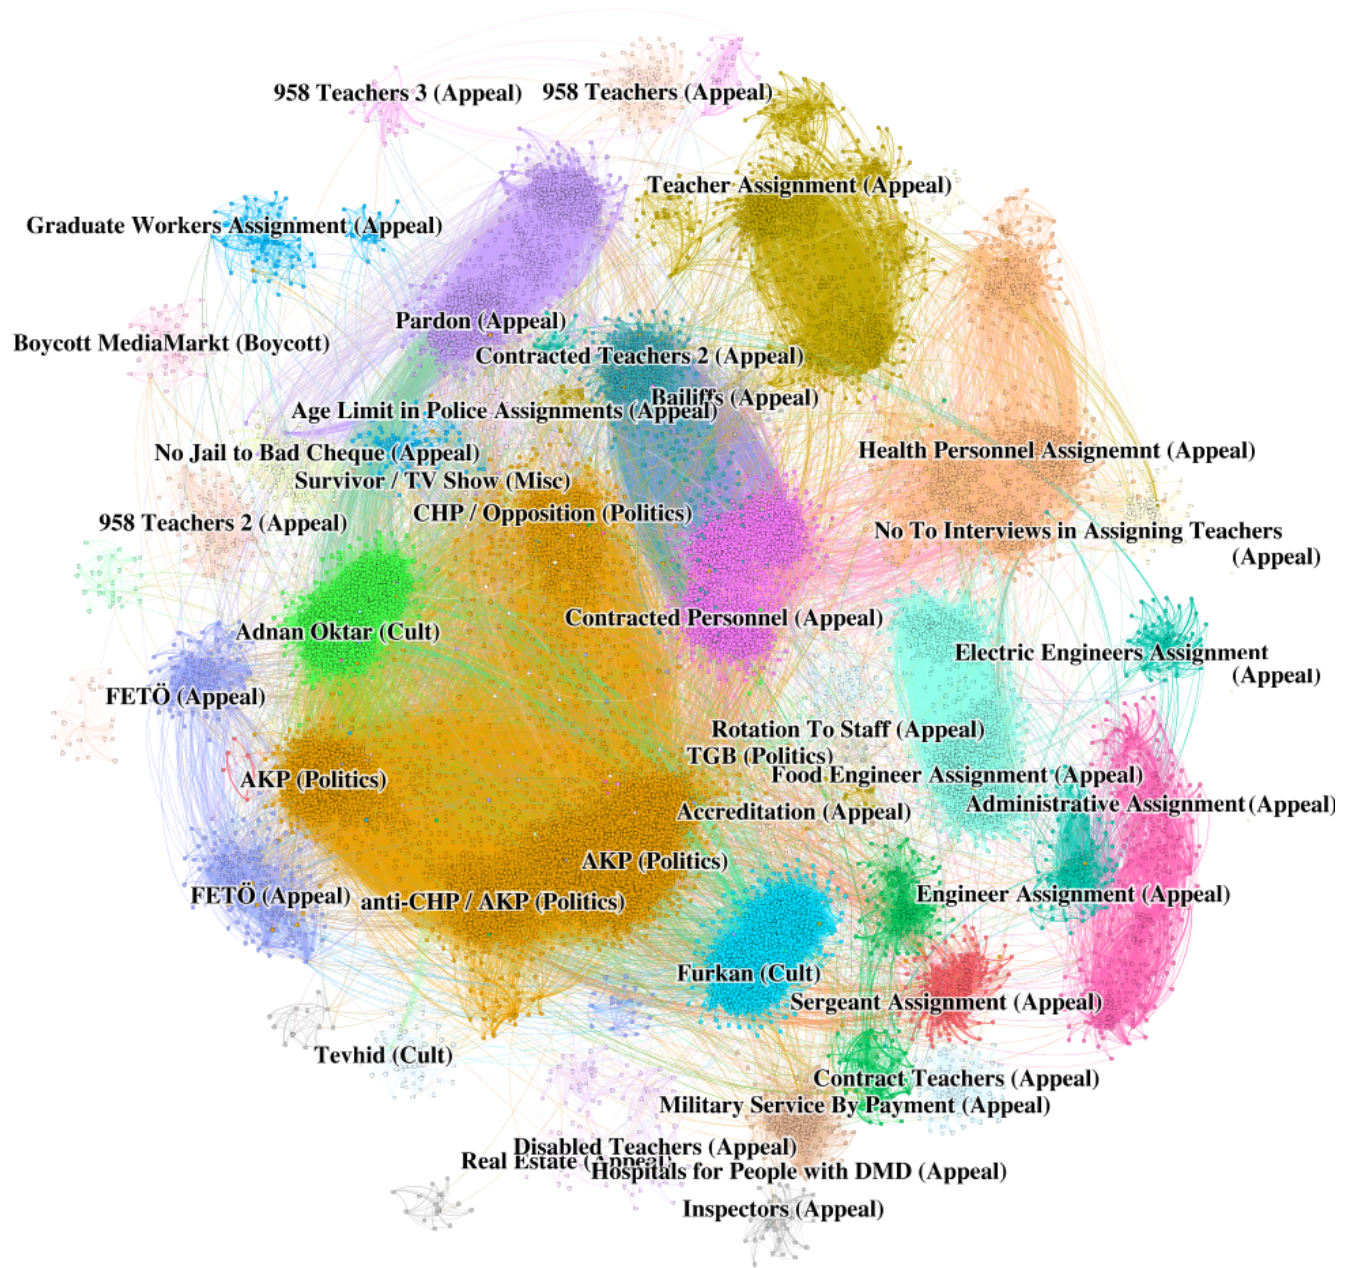 958 Teachers 3 (Appeal)
958 Teachers (Appeal)
Teacher Assignment (Appeal)
Graduate Workers Assignment (Appeal)
Pardon (Appeal)
Boycott MediaMarkt (Boycott)
Contracted Teachers 2 (Appeal)
Bailiffs (Appeal)
Age Limit in Police Assignments (Appeal)
No Jail to Bad Cheque (Appeal)
Health Personnel Assignemnt (Appeal)
Survivor / TV Show (Misc)
CHP / Opposition (Politics)
958 Teachers 2 (Appeal)
No To Interviews in Assigning Teachers
(Appeal)
Contracted Personnel (Appeal)
Adnan Oktar (Cult)
Electric Engineers Assignment
(Appeal)
FETÖ (Appeal)
Rotation To Staff (Appeal)
TGB (Politics)
AKP (Politics)
Food Engineer Assignment (Appeal)
Administrative Assignment (Appeal)
Accreditation (Appeal)
AKP (Politics)
FETÖ (Appeal)
anti-CHP / AKP (Politics)
Engineer Assignment (Appeal)
Furkan (Cult)
Sergeant Assignment (Appeal)
Tevhid (Cult)
Contract Teachers (Appeal)
Military Service By Payment (Appeal)
Disabled Teachers (Appeal)
Real Estate (Appeal)
Hospitals for People with DMD (Appeal)
Inspectors (Appeal)